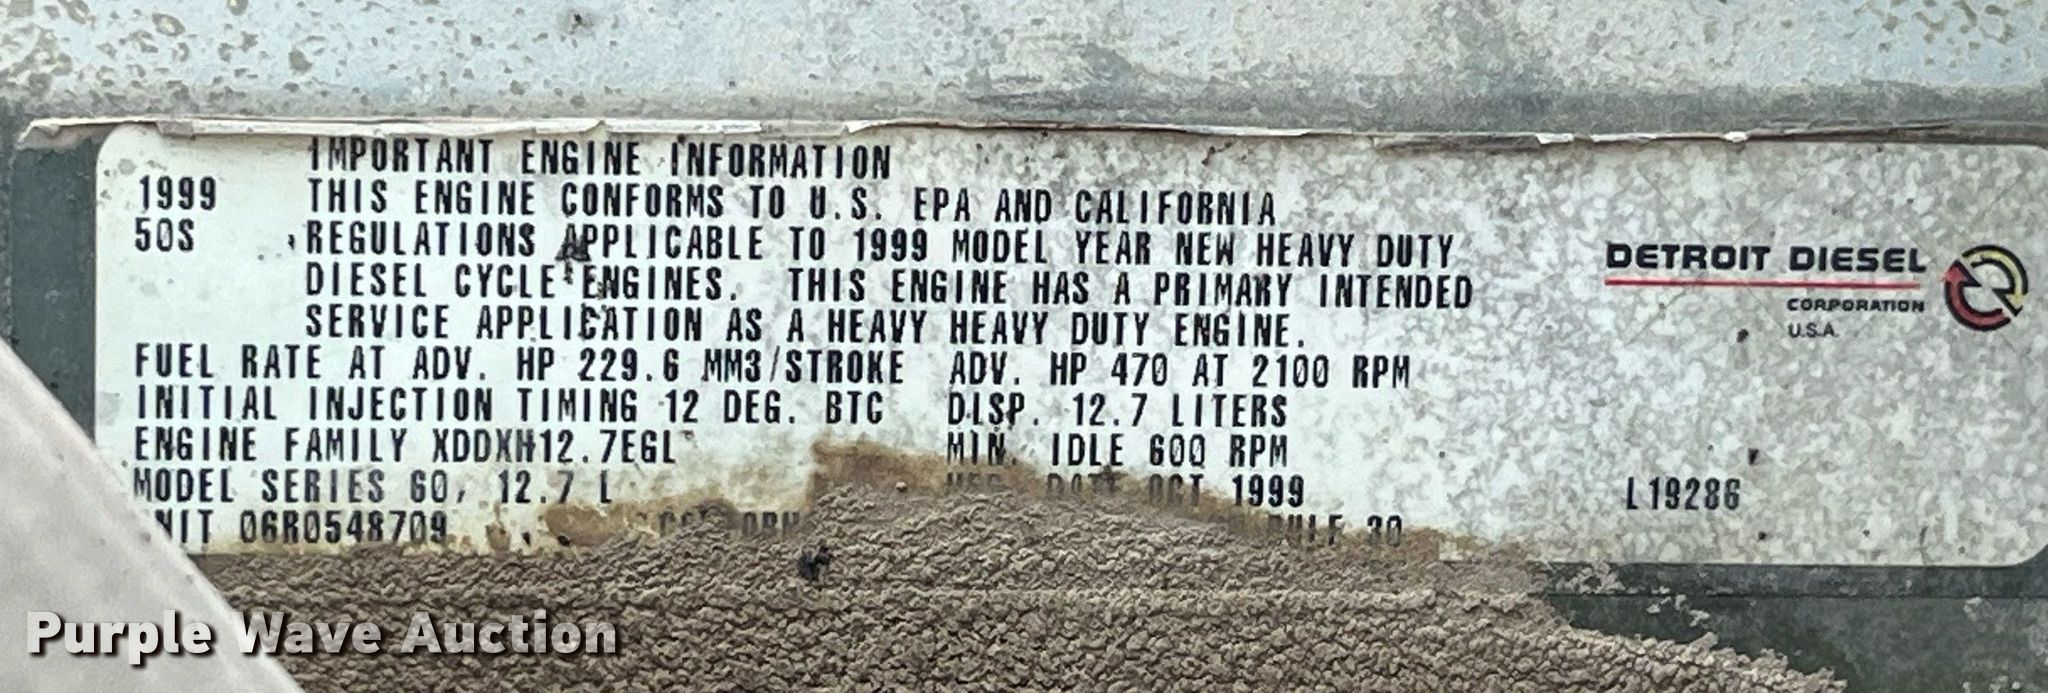 IMPORTANT ENGINE INFORMATION
1999 THIS ENGINE CONFORMS TO U.S. EPA AND CALIFORNIA
50S REGULATIONS APPLICABLE TO 1999 MODEL YEAR NEW HEAVY DUTY
DIESEL CYCLE ENGINES. THIS ENGINE HAS A PRIMARY INTENDED
SERVICE APPLICATION AS A HEAVY HEAVY DUTY ENGINE.
FUEL RATE AT ADV. HP 229.6 MM3/STROKE ADV. HP 470 AT 2100 RPM
INITIAL INJECTION TIMING 12 DEG. BTC DISP. 12.7 LITERS
ENGINE FAMILY XDDXH12.7EGL MIN. IDLE 600 RPM
MODEL SERIES 60, 12.7 L DATE OCT 1999
06R0548709 30
DETROIT DIESEL
CORPORATION
U.S.A.
L19286
Purple Wave Auction